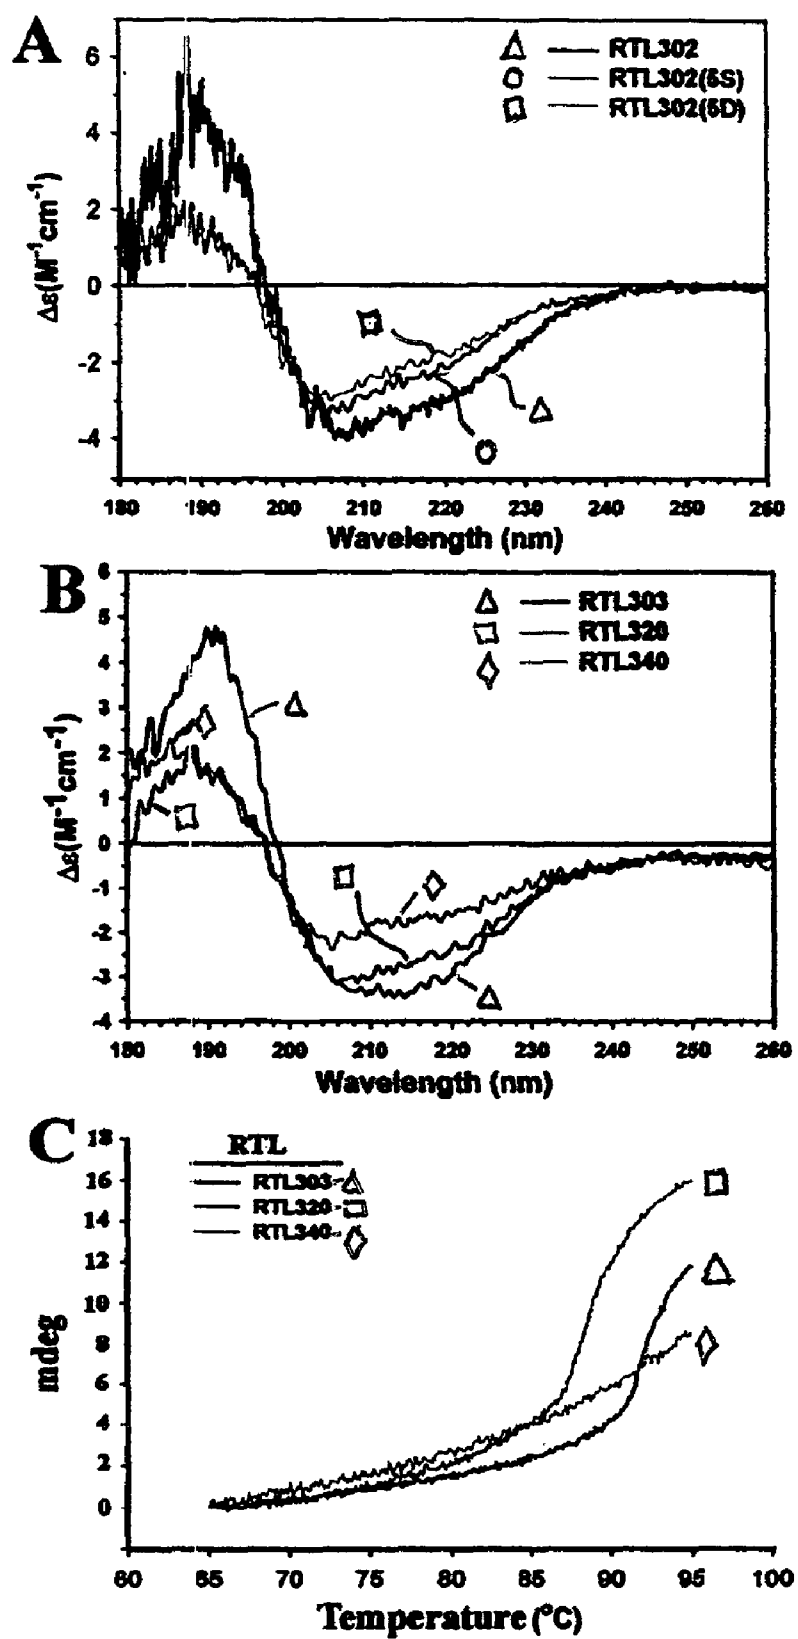 A
6
4
2
0
-2
-4
Δε(M⁻¹cm⁻¹)
RTL302
RTL302(5S)
RTL302(5D)
180 190 200 210 220 230 240 250 260
Wavelength (nm)
B
6
5
4
3
2
1
0
-1
-2
-3
-4
Δε(M⁻¹cm⁻¹)
RTL303
RTL320
RTL340
180 190 200 210 220 230 240 250 260
Wavelength (nm)
C
18
16
14
12
10
8
6
4
2
0
mdeg
RTL
RTL303
RTL320
RTL340
60 65 70 75 80 85 90 95 100
Temperature (°C)